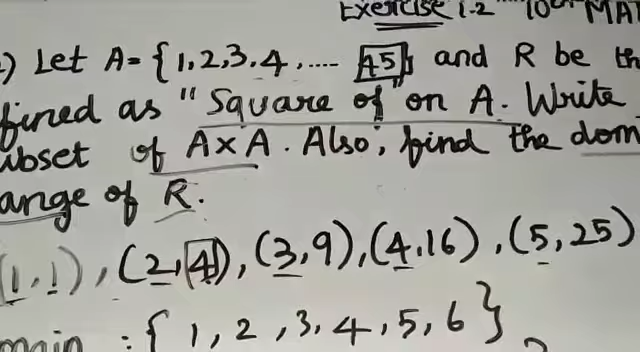 Exercise 1.2 10th MA
) Let A = { 1, 2, 3, 4, .... 45} and R be th
fined as "Square of" on A. Write
ubset of A×A. Also, find the dom
ange of R.
(1,1), (2,4), (3,9), (4,16), (5,25)
main : { 1, 2, 3, 4, 5, 6 }